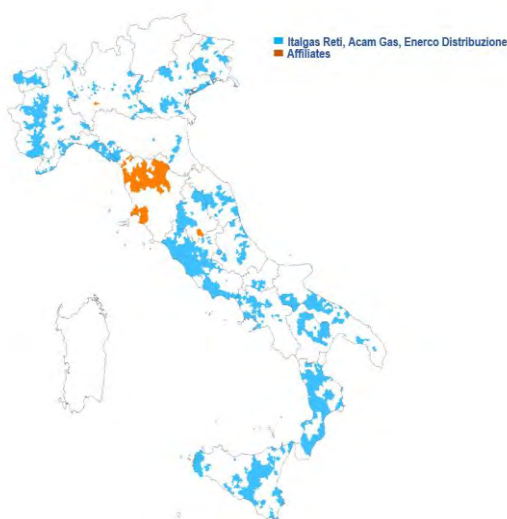 Italgas Reti, Acam Gas, Enerco Distribuzione
Affiliates